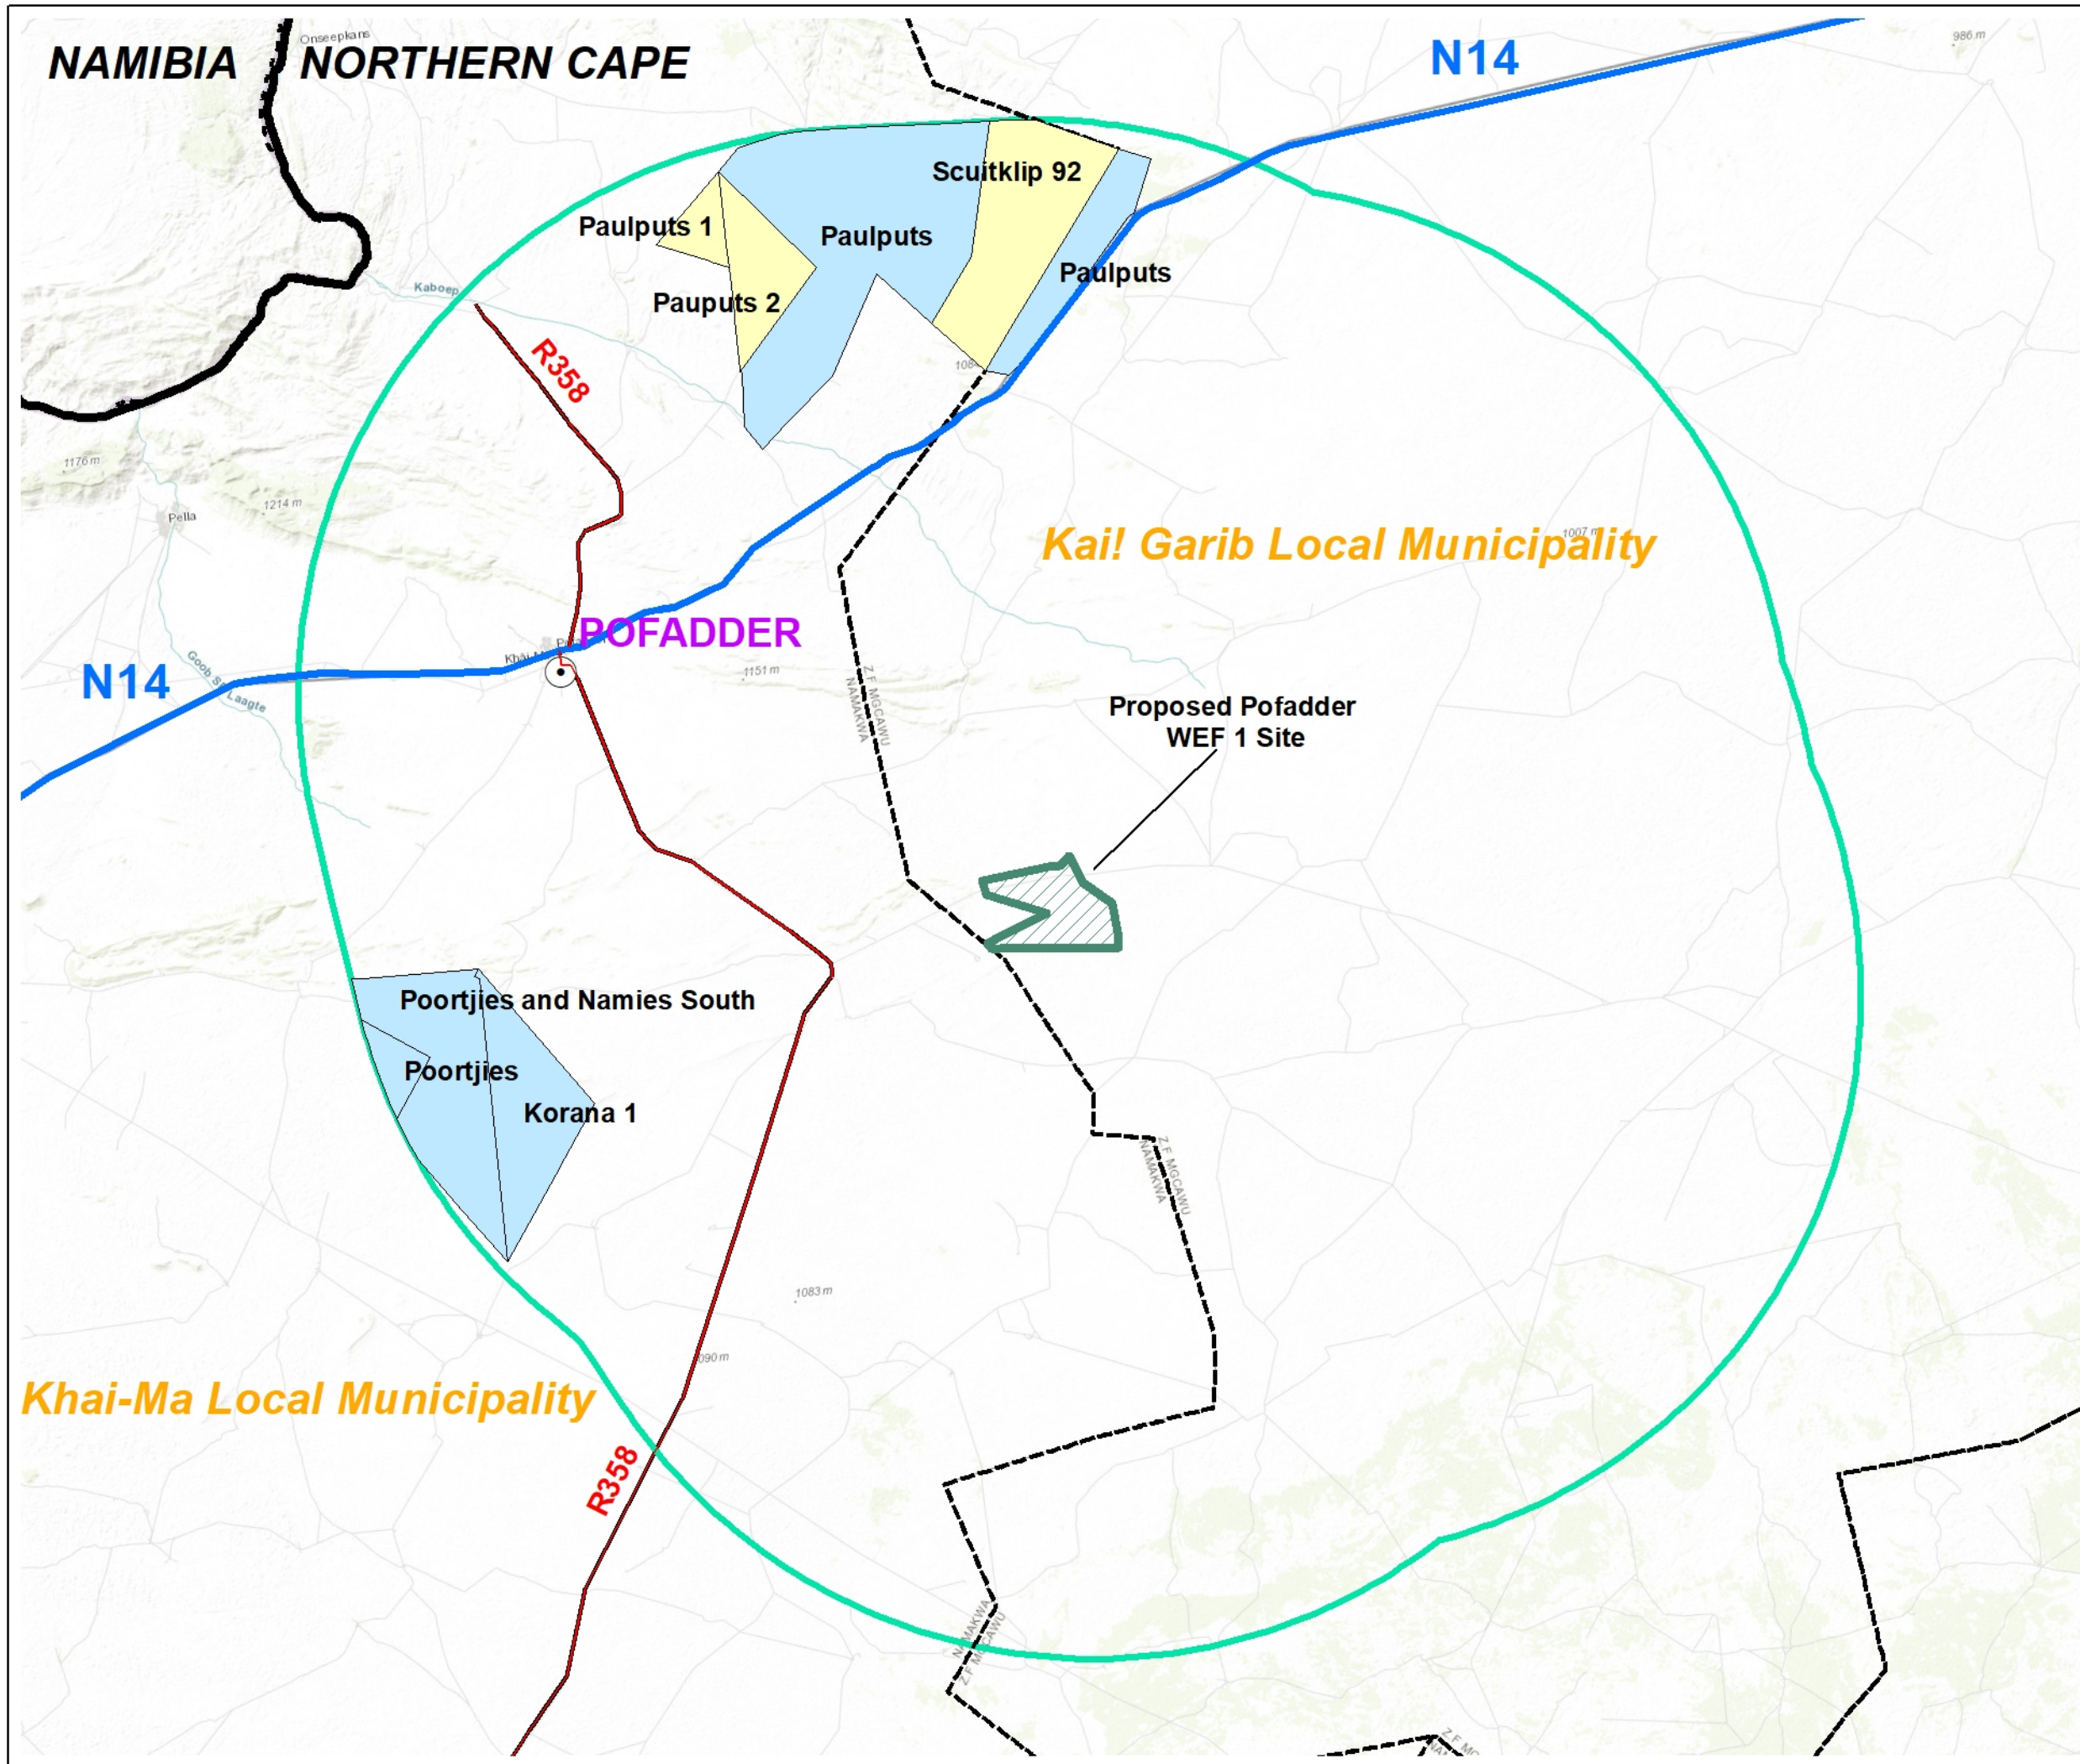 Onseepkans
NAMIBIA
NORTHERN CAPE
N14
986 m
Scuitklip 92
Paulputs 1
Paulputs
Paulputs
Pauputs 2
Kaboep
R358
1176 m
1214 m
Pella
Kai! Garib Local Municipality
1007 m
POFADDER
N14
Goob Se Laagte
1151 m
Z F MGCAWU
NAMAKWA
Proposed Pofadder
WEF 1 Site
Poortjies and Namies South
Poortjies
Korana 1
Z F MGCAWU
NAMAKWA
1083 m
Khai-Ma Local Municipality
R358
NAMAKWA
Z F MGCAWU